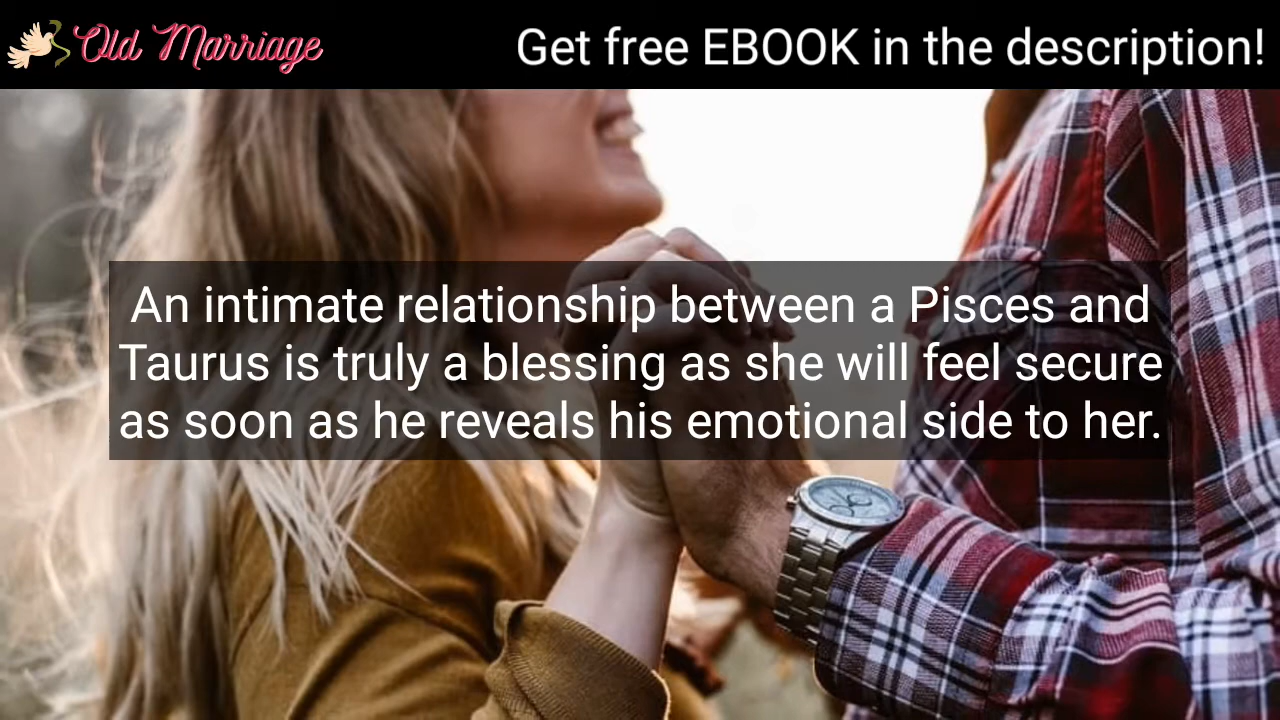 Old Marriage
Get free EBOOK in the description!
An intimate relationship between a Pisces and
Taurus is truly a blessing as she will feel secure
as soon as he reveals his emotional side to her.